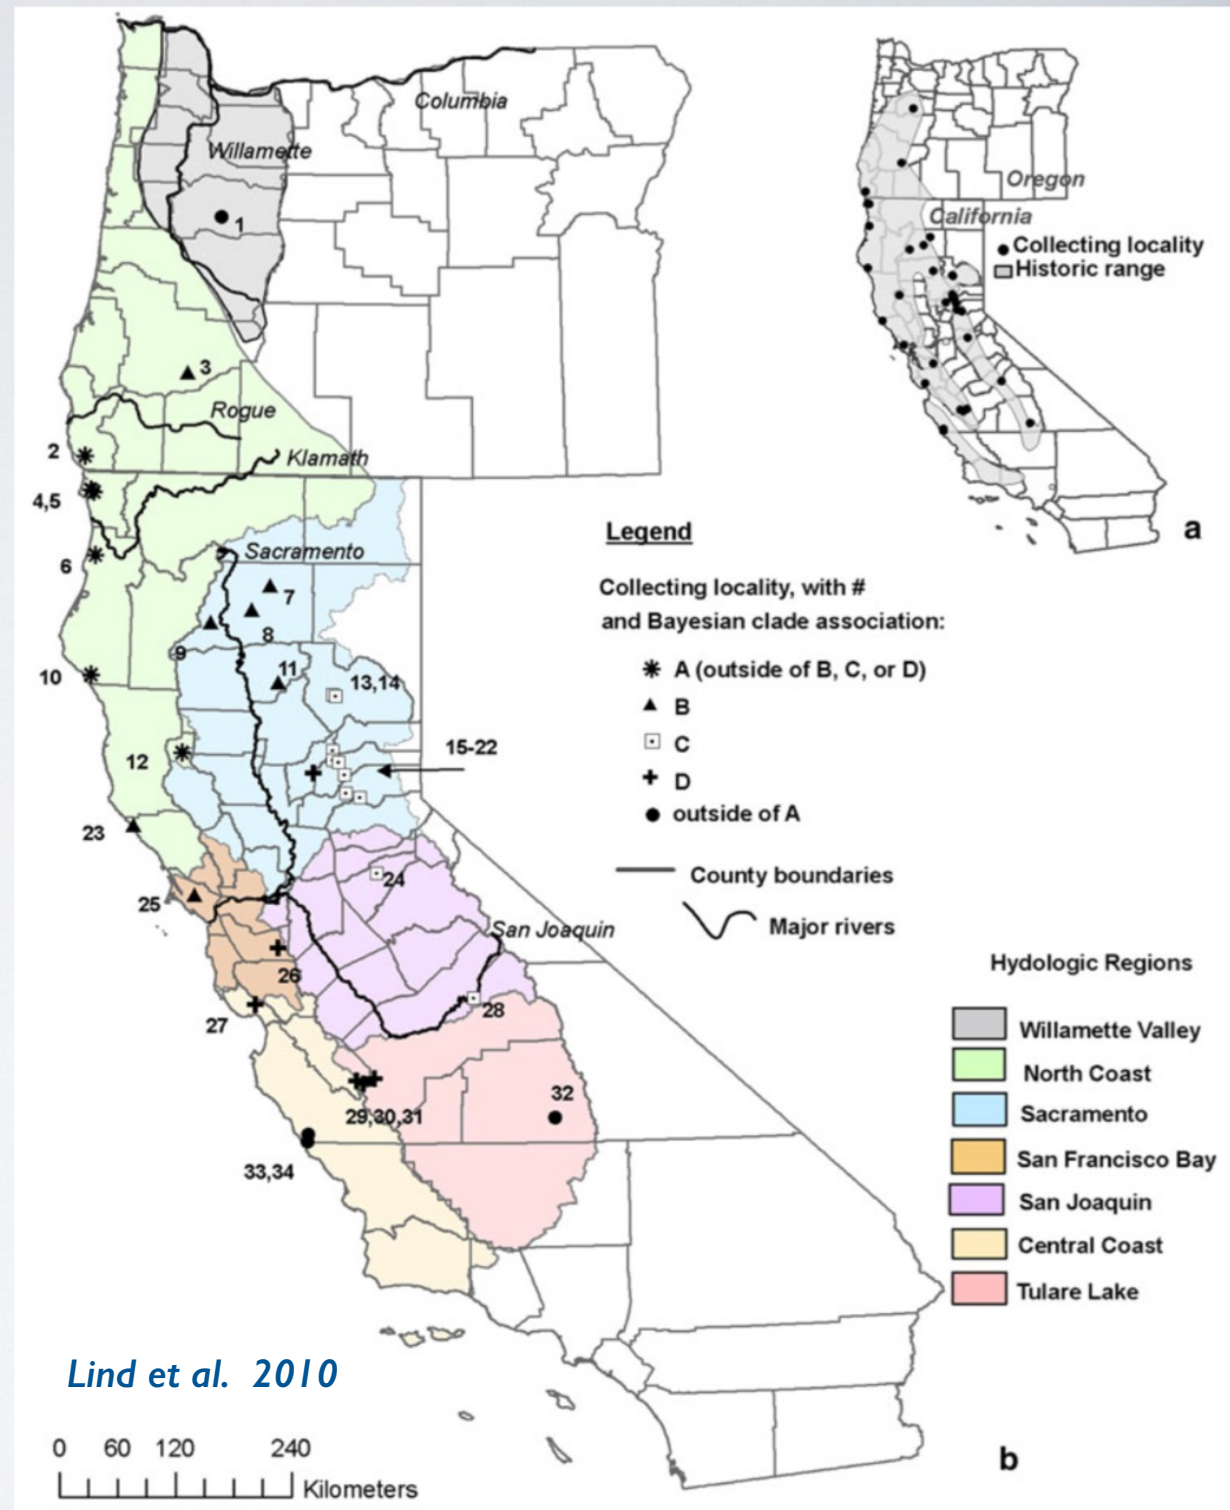 Columbia
Willamette
1
3
Rogue
2
Klamath
4,5
6
Sacramento
7
8
9
10
11
13,14
12
15-22
23
24
25
San Joaquin
26
27
28
29,30,31
32
33,34
Oregon
California
Collecting locality
Historic range
a
Legend
Collecting locality, with #
and Bayesian clade association:
A (outside of B, C, or D)
B
C
D
outside of A
County boundaries
Major rivers
Hydologic Regions
Willamette Valley
North Coast
Sacramento
San Francisco Bay
San Joaquin
Central Coast
Tulare Lake
Lind et al. 2010
0 60 120 240
Kilometers
b